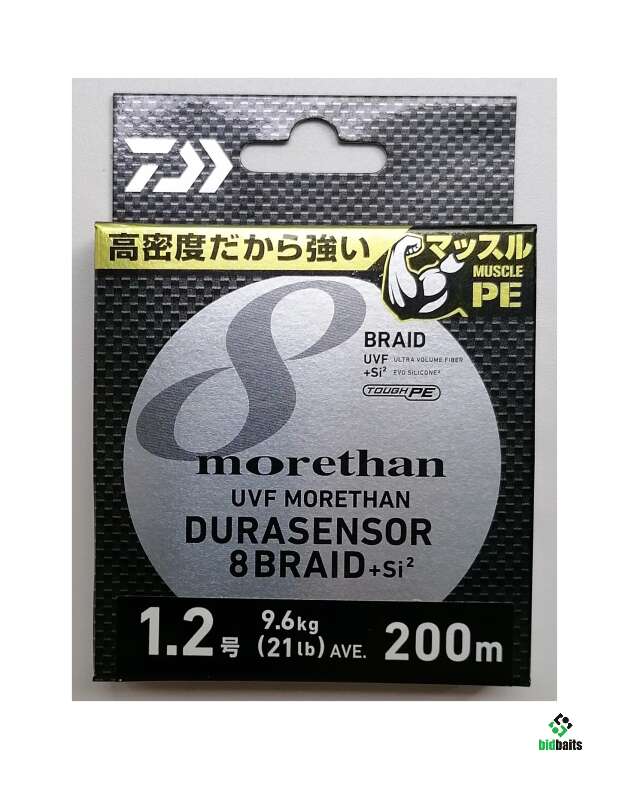 高密度だから強い
マッスル
MUSCLE
PE
8
BRAID
UVF ULTRA VOLUME FIBER
+Si² EVO SILICONE²
TOUGH PE
morethan
UVF MORETHAN
DURASENSOR
8BRAID+Si²
1.2号 9.6kg (21lb) AVE. 200m
bidbaits